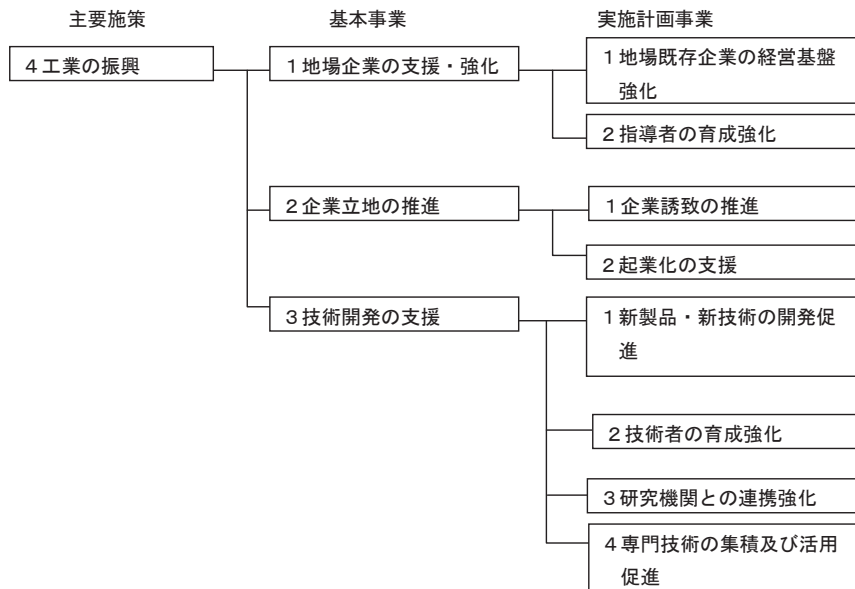 主要施策　基本事業　実施計画事業
４工業の振興
１地場企業の支援・強化
１地場既存企業の経営基盤
強化
２指導者の育成強化
２企業立地の推進
１企業誘致の推進
２起業化の支援
３技術開発の支援
１新製品・新技術の開発促
進
２技術者の育成強化
３研究機関との連携強化
４専門技術の集積及び活用
促進